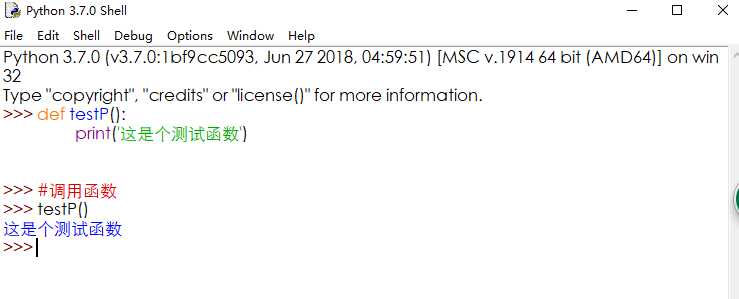 Python 3.7.0 Shell
File Edit Shell Debug Options Window Help
Python 3.7.0 (v3.7.0:1bf9cc5093, Jun 27 2018, 04:59:51) [MSC v.1914 64 bit (AMD64)] on win
32
Type "copyright", "credits" or "license()" for more information.
>>> def testP():
print('这是个测试函数')
>>> #调用函数
>>> testP()
这是个测试函数
>>>